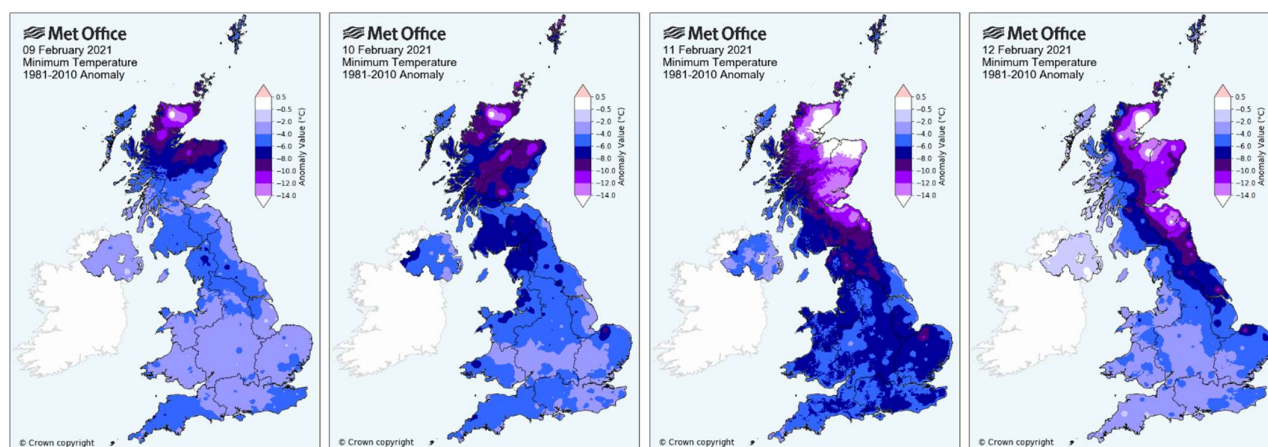 Met Office
09 February 2021
Minimum Temperature
1981-2010 Anomaly
0.5
−0.5
−2.0
−4.0
−6.0
−8.0
−10.0
−12.0
−14.0
Anomaly Value (°C)
© Crown copyright
Met Office
10 February 2021
Minimum Temperature
1981-2010 Anomaly
0.5
−0.5
−2.0
−4.0
−6.0
−8.0
−10.0
−12.0
−14.0
Anomaly Value (°C)
© Crown copyright
Met Office
11 February 2021
Minimum Temperature
1981-2010 Anomaly
0.5
−0.5
−2.0
−4.0
−6.0
−8.0
−10.0
−12.0
−14.0
Anomaly Value (°C)
© Crown copyright
Met Office
12 February 2021
Minimum Temperature
1981-2010 Anomaly
0.5
−0.5
−2.0
−4.0
−6.0
−8.0
−10.0
−12.0
−14.0
Anomaly Value (°C)
© Crown copyright